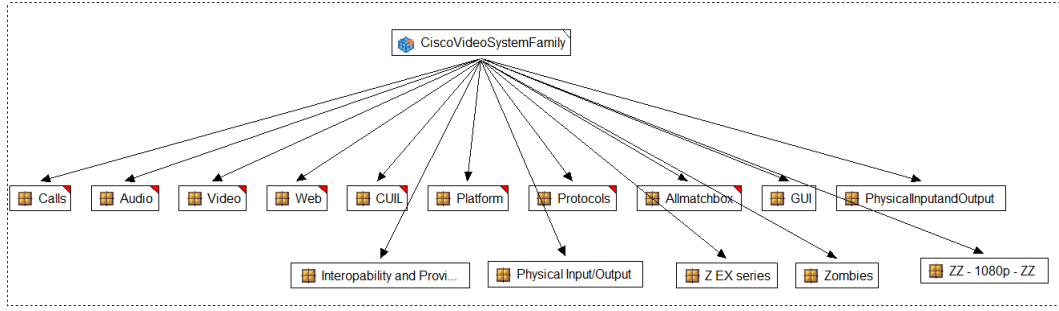 CiscoVideoSystemFamily
Calls
Audio
Video
Web
CUIL
Platform
Protocols
Allmatchbox
GUI
PhysicalInputandOutput
Interopability and Provi...
Physical Input/Output
Z EX series
Zombies
ZZ - 1080p - ZZ